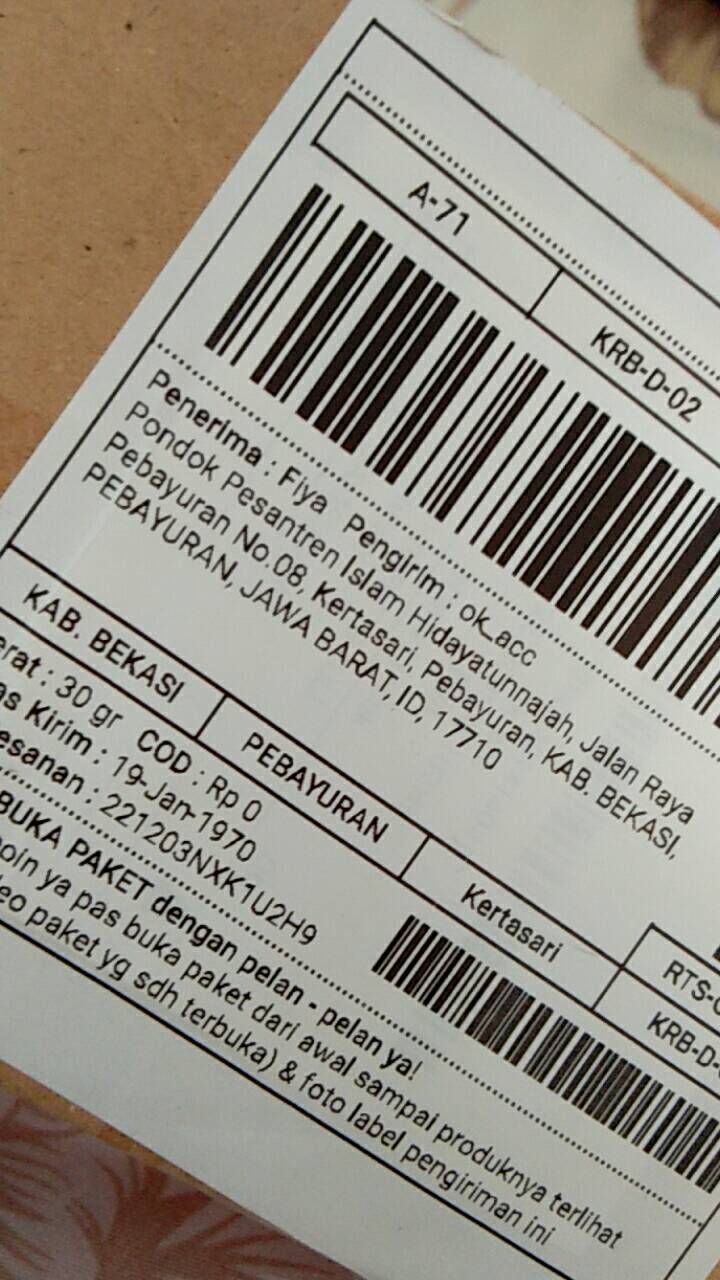 A-71
KRB-D-02
Penerima : Fiya Pengirim : ok_acc
Pondok Pesantren Islam Hidayatunnajah, Jalan Raya
Pebayuran No.08, Kertasari, Pebayuran, KAB. BEKASI,
PEBAYURAN, JAWA BARAT, ID, 17710
KAB. BEKASI
PEBAYURAN
Kertasari
erat : 30 gr COD : Rp 0
as Kirim : 19-Jan-1970
esanan : 221203NXK1U2H9
RTS-
KRB-D-
BUKA PAKET dengan pelan - pelan ya!
oin ya pas buka paket dari awal sampai produknya terlihat
eo paket yg sdh terbuka) & foto label pengiriman ini